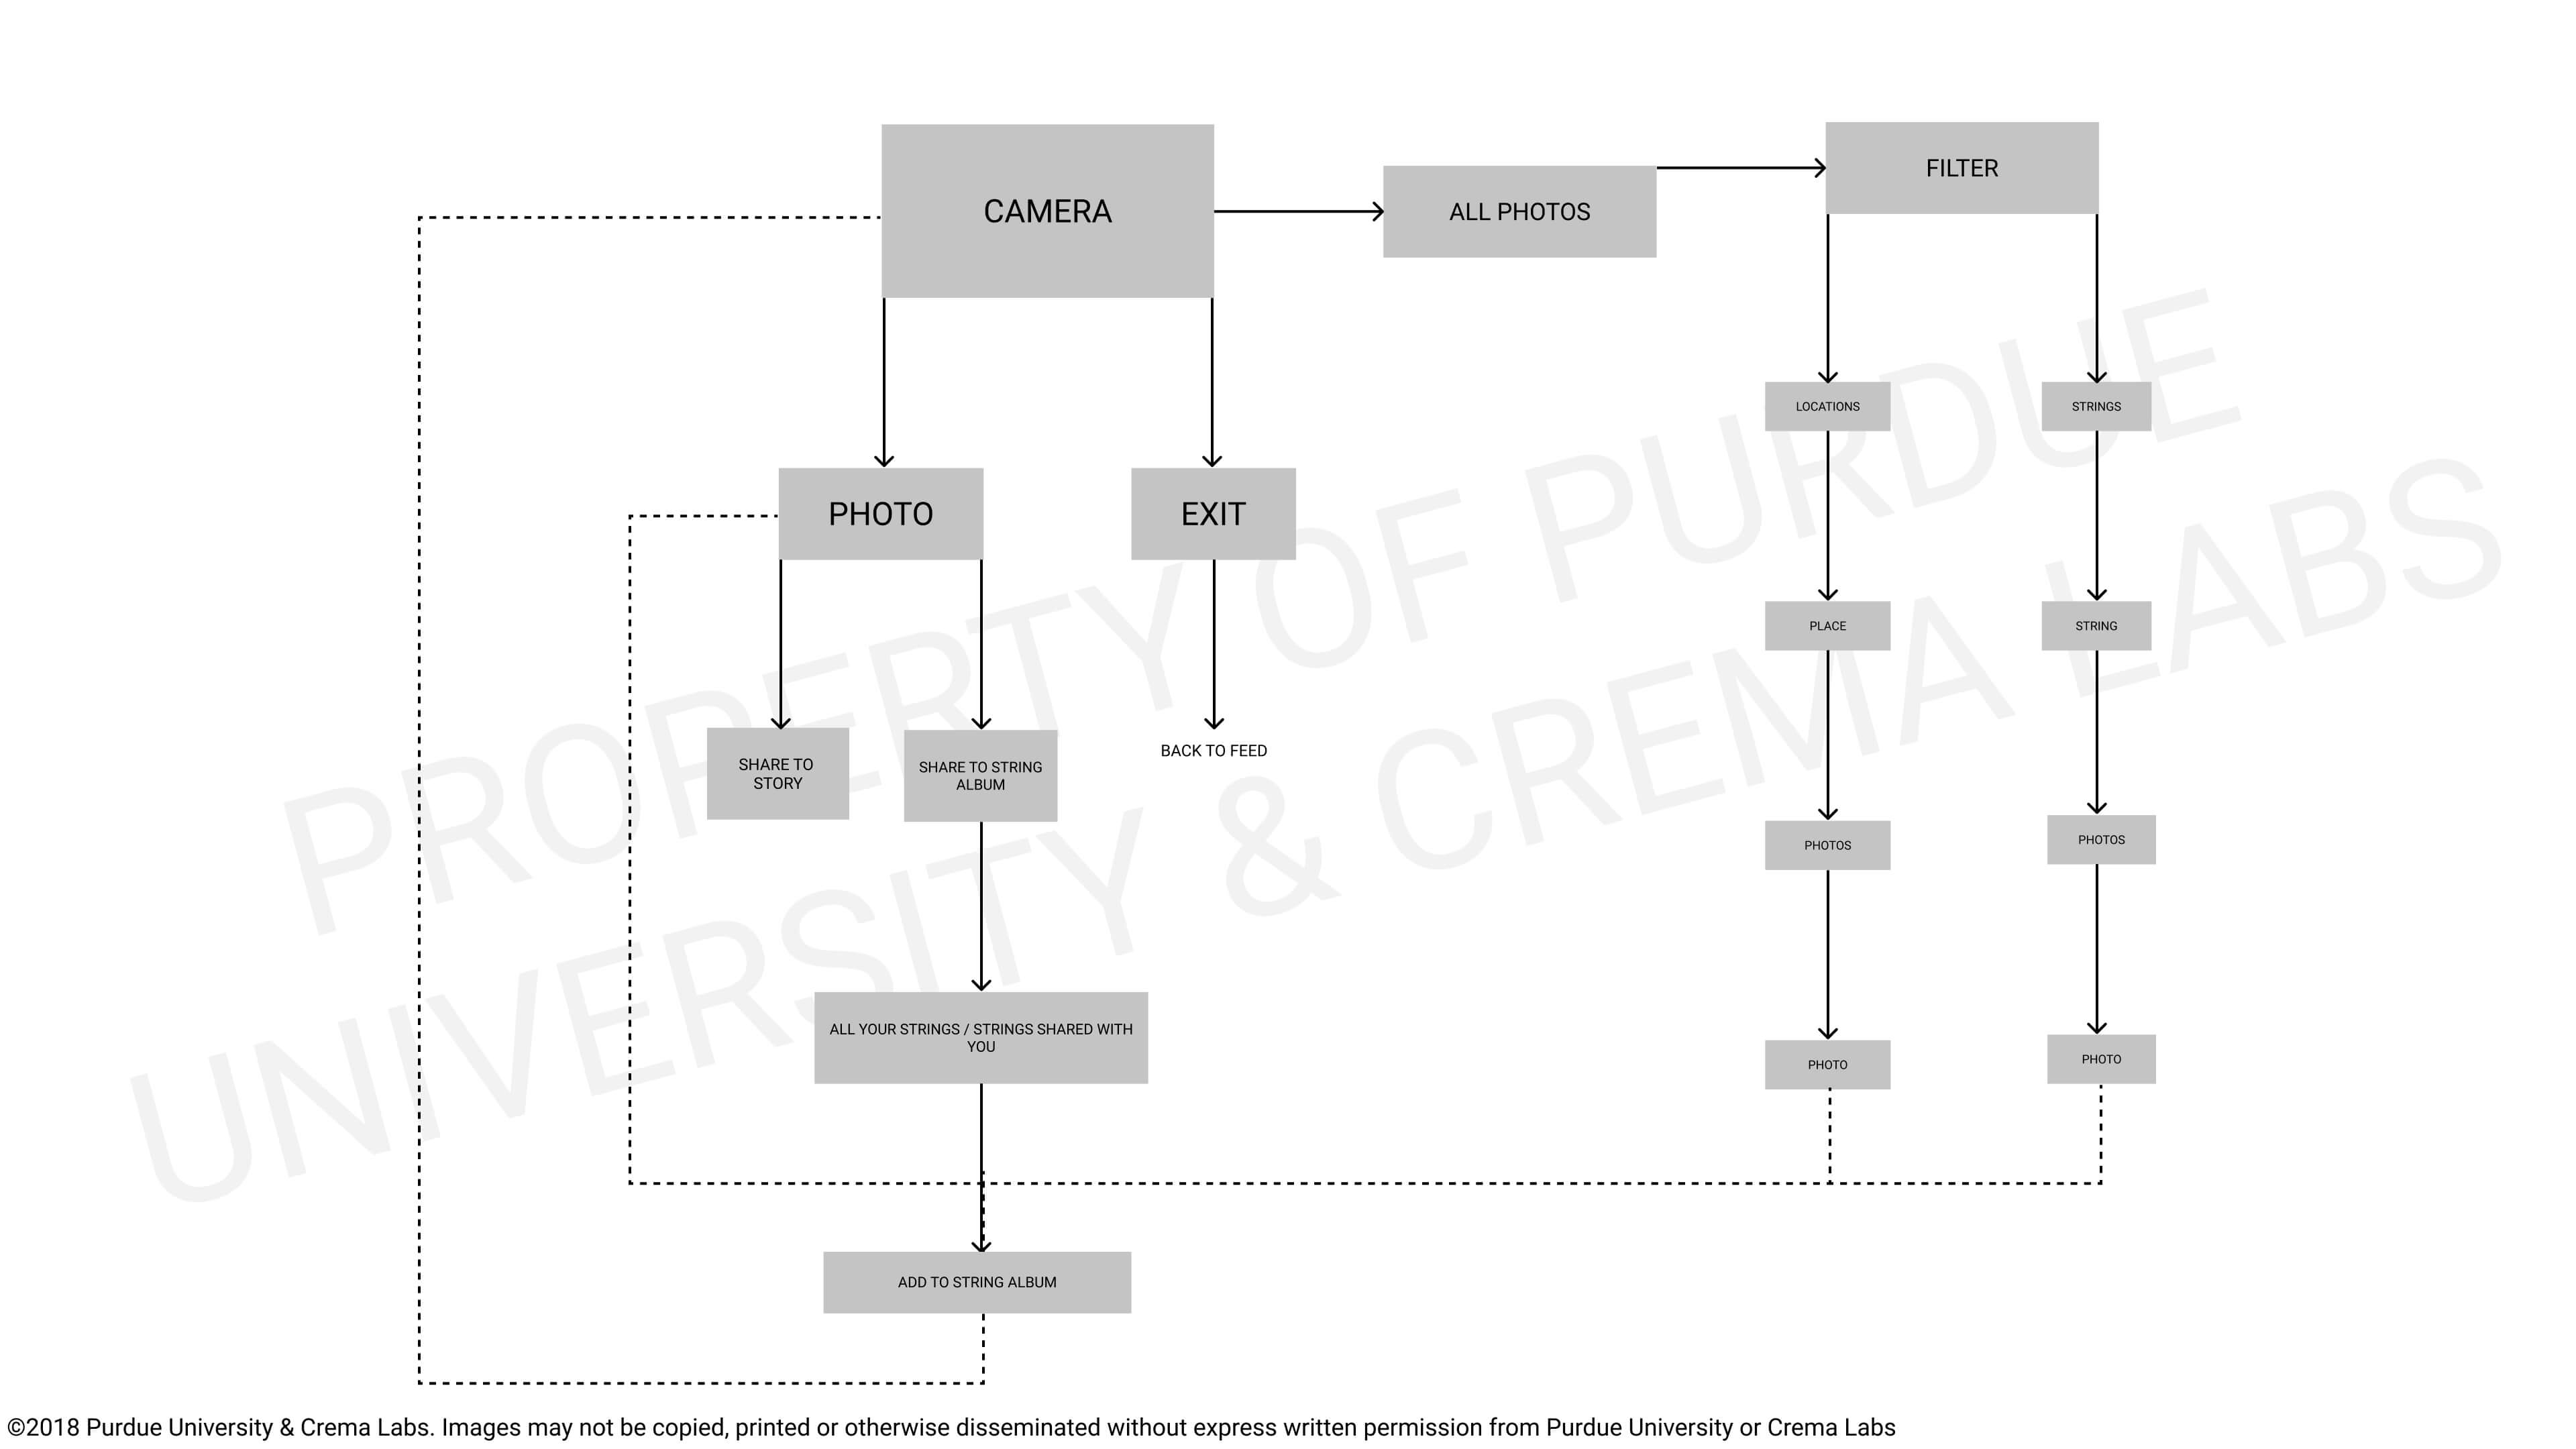 CAMERA
ALL PHOTOS
FILTER
PHOTO
EXIT
LOCATIONS
STRINGS
PLACE
STRING
SHARE TO
STORY
SHARE TO STRING
ALBUM
BACK TO FEED
PHOTOS
PHOTOS
ALL YOUR STRINGS / STRINGS SHARED WITH
YOU
PHOTO
PHOTO
ADD TO STRING ALBUM
PROPERTY OF PURDUE
UNIVERSITY & CREMA LABS
©2018 Purdue University & Crema Labs. Images may not be copied, printed or otherwise disseminated without express written permission from Purdue University or Crema Labs